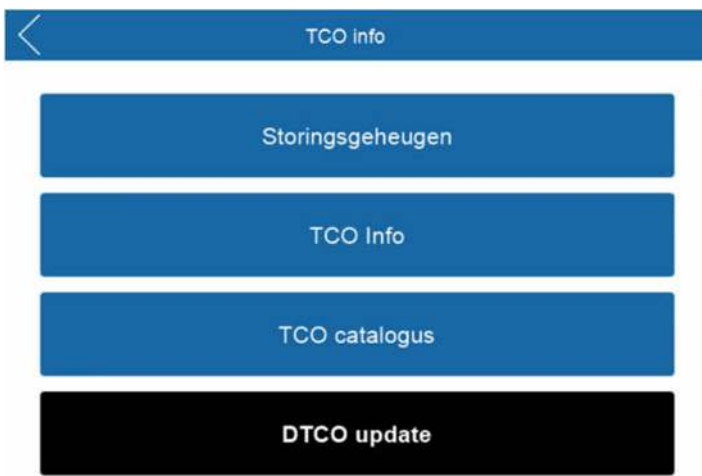 TCO info
Storingsgeheugen
TCO Info
TCO catalogus
DTCO update